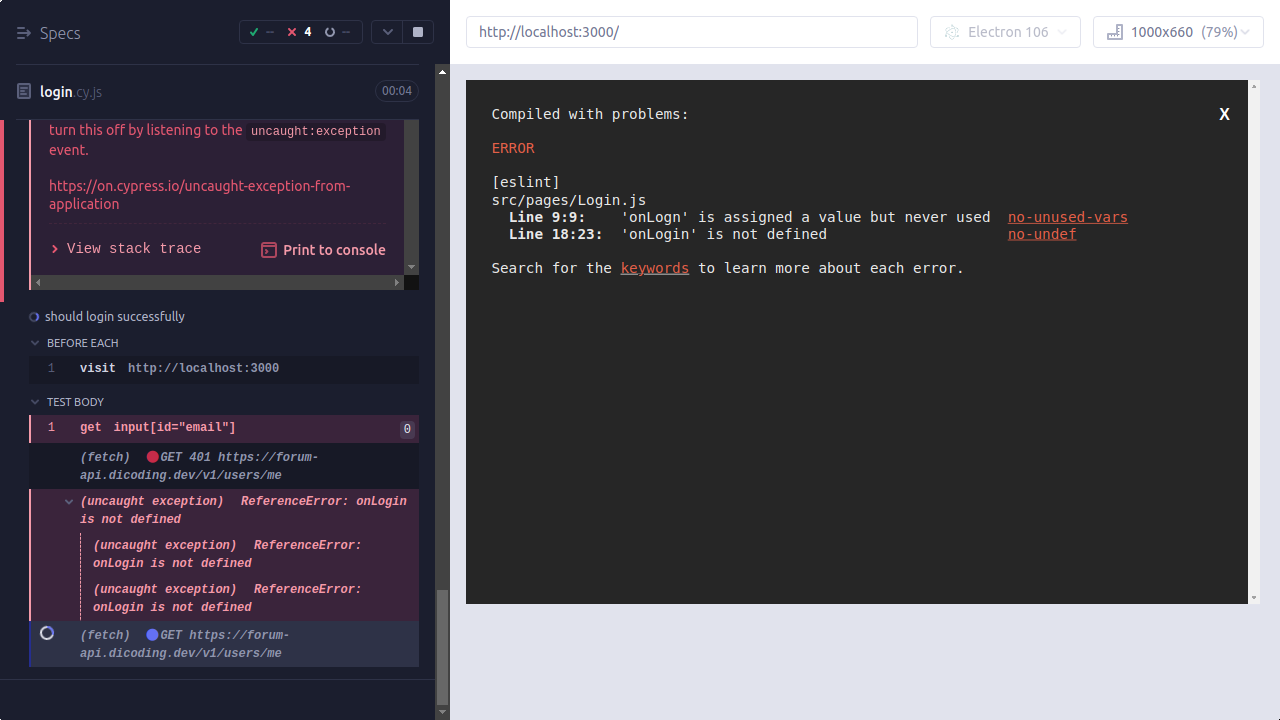 Specs
-- 4 --
login.cy.js 00:04
turn this off by listening to the uncaught:exception
event.
https://on.cypress.io/uncaught-exception-from-
application
View stack trace Print to console
should login successfully
BEFORE EACH
1 visit http://localhost:3000
TEST BODY
1 get input[id="email"] 0
(fetch) GET 401 https://forum-
api.dicoding.dev/v1/users/me
(uncaught exception) ReferenceError: onLogin
is not defined
(uncaught exception) ReferenceError:
onLogin is not defined
(uncaught exception) ReferenceError:
onLogin is not defined
(fetch) GET https://forum-
api.dicoding.dev/v1/users/me
http://localhost:3000/ Electron 106 1000x660 (79%)
Compiled with problems: X
ERROR
[eslint]
src/pages/Login.js
Line 9:9: 'onLogn' is assigned a value but never used no-unused-vars
Line 18:23: 'onLogin' is not defined no-undef
Search for the keywords to learn more about each error.